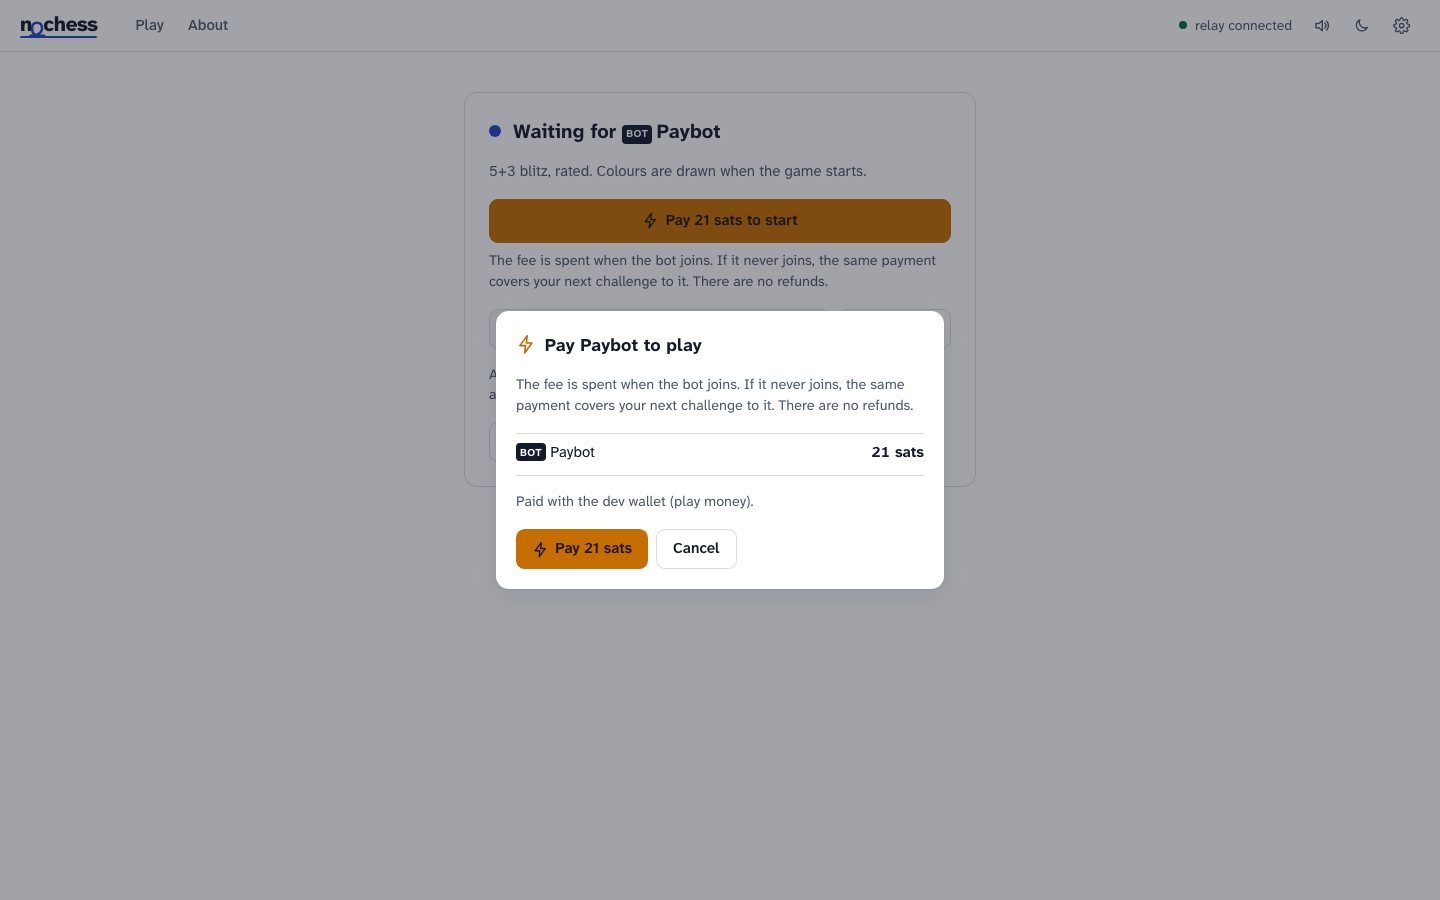 nochess
Play
About
relay connected
Waiting for BOT Paybot
5+3 blitz, rated. Colours are drawn when the game starts.
Pay 21 sats to start
The fee is spent when the bot joins. If it never joins, the same payment
covers your next challenge to it. There are no refunds.
Pay Paybot to play
The fee is spent when the bot joins. If it never joins, the same
payment covers your next challenge to it. There are no refunds.
BOT Paybot
21 sats
Paid with the dev wallet (play money).
Pay 21 sats
Cancel